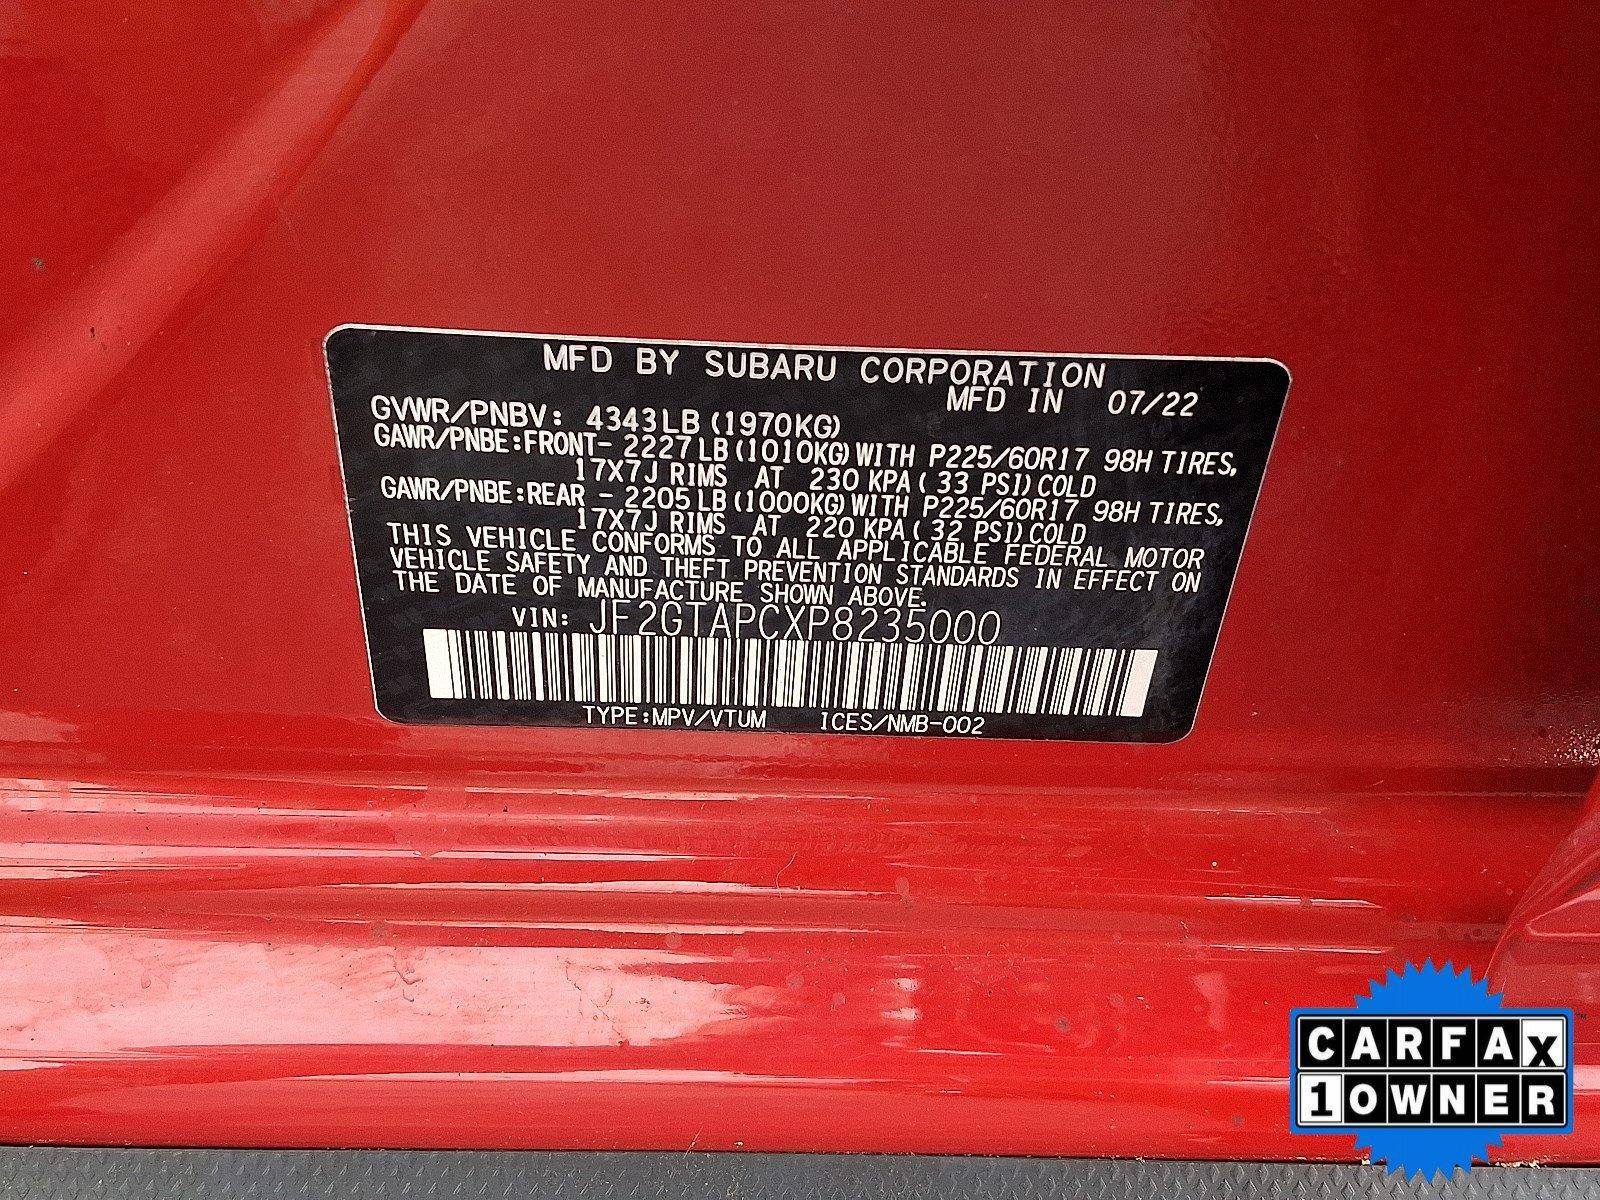 MFD BY SUBARU CORPORATION
MFD IN 07/22
GVWR/PNBV: 4343LB (1970KG)
GAWR/PNBE:FRONT- 2227LB (1010KG) WITH P225/60R17 98H TIRES,
17X7J RIMS AT 230 KPA( 33 PSI) COLD
GAWR/PNBE:REAR - 2205LB (1000KG) WITH P225/60R17 98H TIRES,
17X7J RIMS AT 220 KPA( 32 PSI) COLD
THIS VEHICLE CONFORMS TO ALL APPLICABLE FEDERAL MOTOR
VEHICLE SAFETY AND THEFT PREVENTION STANDARDS IN EFFECT ON
THE DATE OF MANUFACTURE SHOWN ABOVE.
VIN: JF2GTAPCXP8235000
TYPE:MPV/VTUM ICES/NMB-002
CARFAX
1OWNER